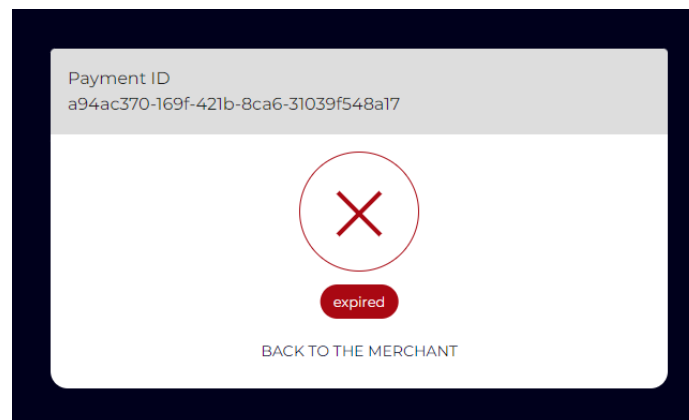 Payment ID
a94ac370-169f-421b-8ca6-31039f548a17
expired
BACK TO THE MERCHANT